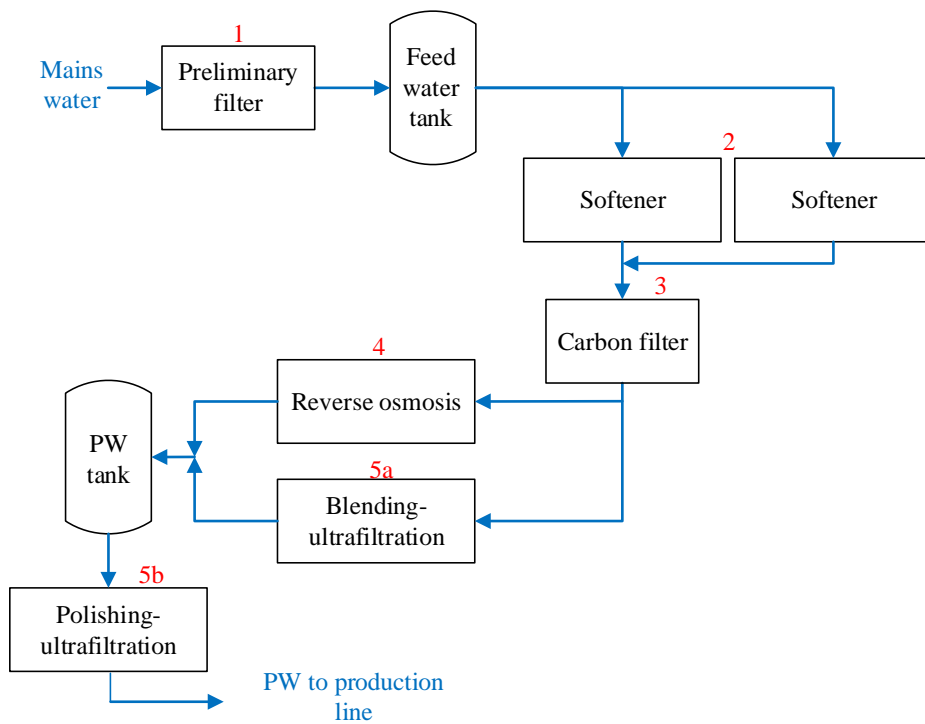 1
Mains
water
Preliminary
filter
Feed
water
tank
2
Softener
Softener
3
Carbon filter
4
Reverse osmosis
PW
tank
5a
Blending-
ultrafiltration
5b
Polishing-
ultrafiltration
PW to production
line